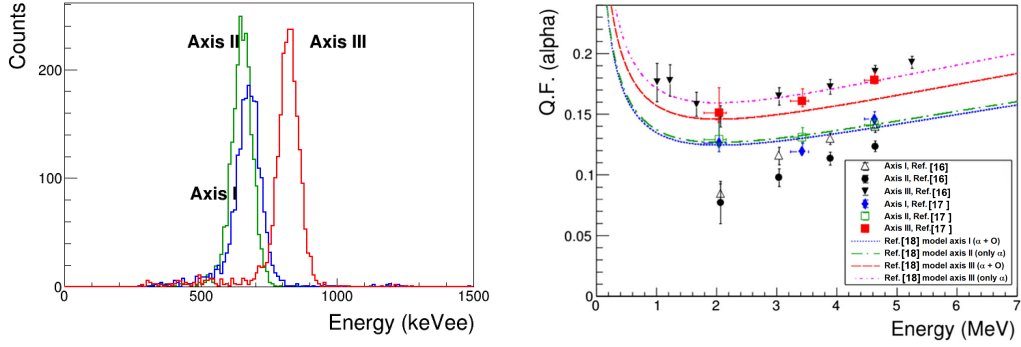 Counts
200
100
0
0
500
1000
1500
Energy (keVee)
Axis II
Axis III
Axis I
Q.F. (alpha)
0.2
0.15
0.1
0.05
0
0
1
2
3
4
5
6
7
Energy (MeV)
Axis I, Ref.[16]
Axis II, Ref.[16]
Axis III, Ref.[16]
Axis I, Ref.[17 ]
Axis II, Ref.[17 ]
Axis III, Ref.[17 ]
Ref.[18] model axis I (α + O)
Ref.[18] model axis II (only α)
Ref.[18] model axis III (α + O)
Ref.[18] model axis III (only α)